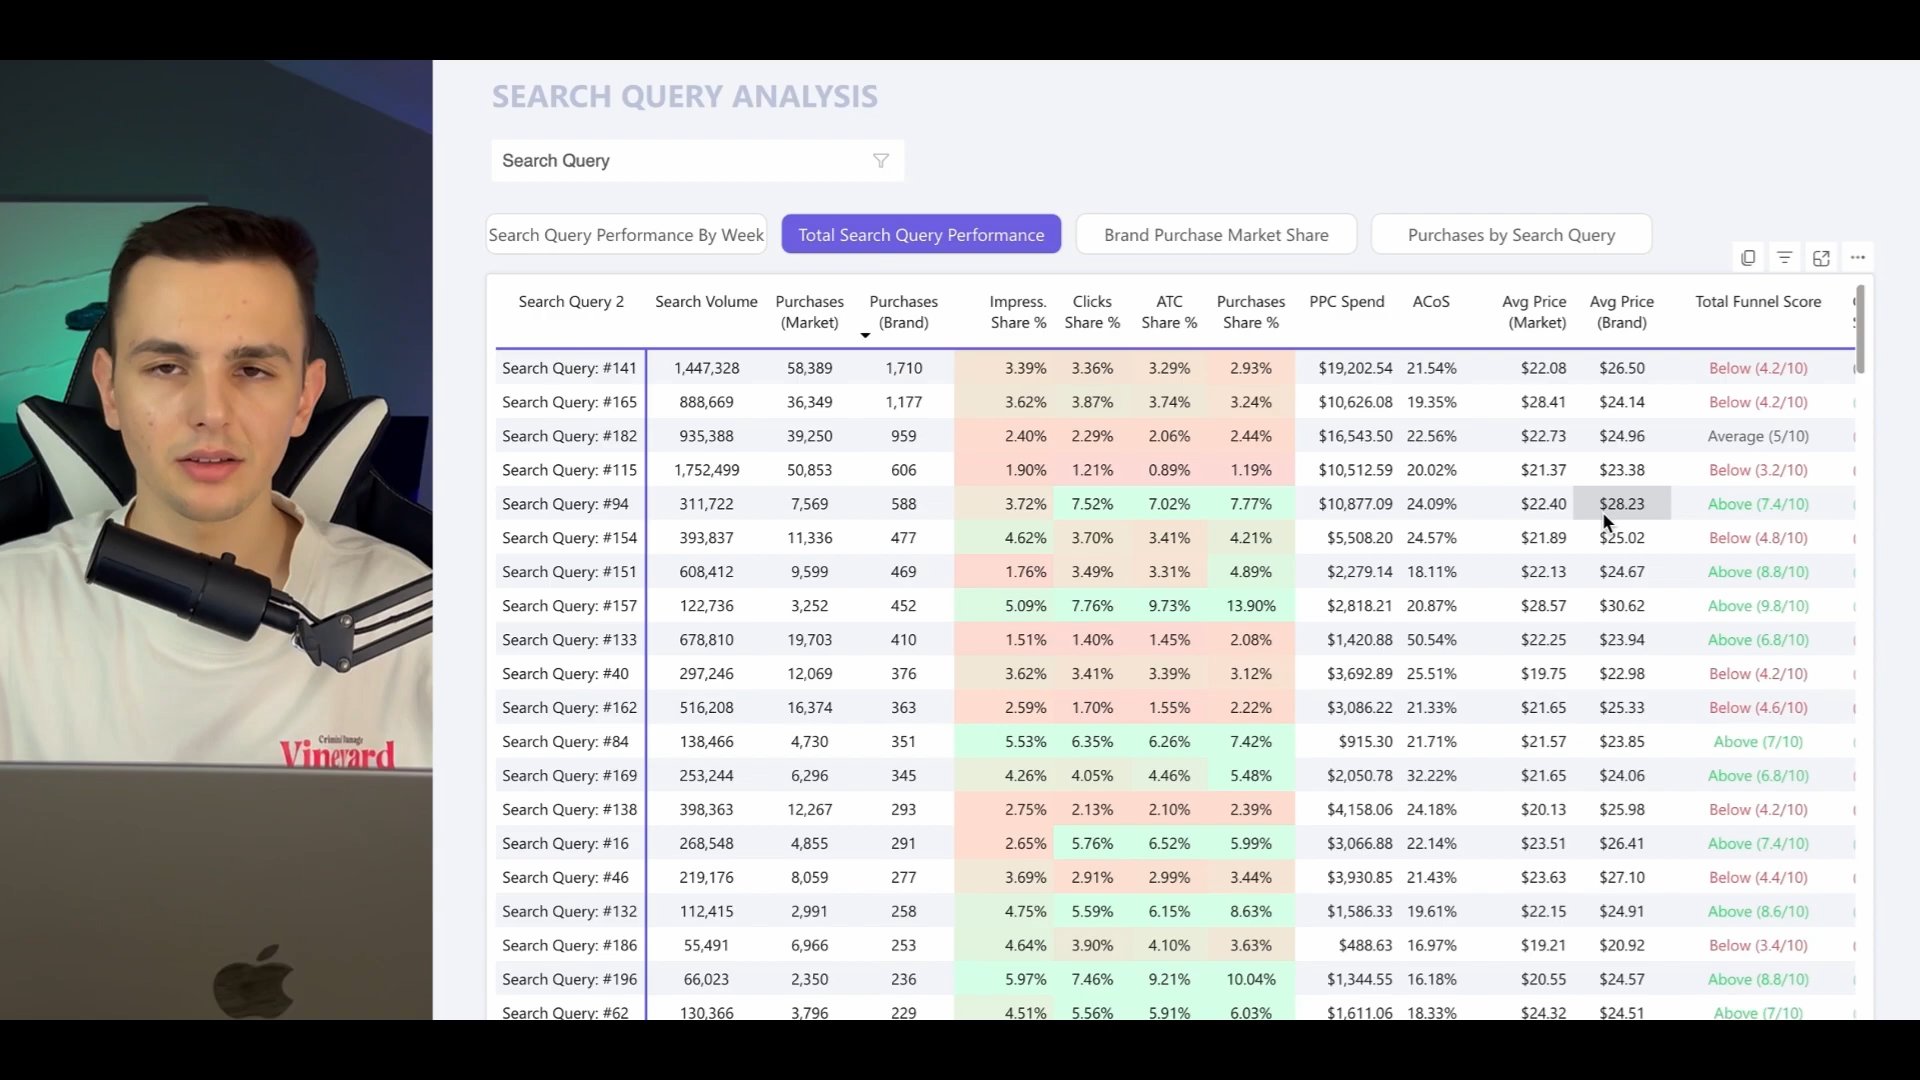 SEARCH QUERY ANALYSIS
Search Query
Search Query Performance By Week Total Search Query Performance Brand Purchase Market Share Purchases by Search Query
Search Query 2 Search Volume Purchases (Market) Purchases (Brand) Impress. Share % Clicks Share % ATC Share % Purchases Share % PPC Spend ACoS Avg Price (Market) Avg Price (Brand) Total Funnel Score
Search Query: #141 1,447,328 58,389 1,710 3.39% 3.36% 3.29% 2.93% $19,202.54 21.54% $22.08 $26.50 Below (4.2/10)
Search Query: #165 888,669 36,349 1,177 3.62% 3.87% 3.74% 3.24% $10,626.08 19.35% $28.41 $24.14 Below (4.2/10)
Search Query: #182 935,388 39,250 959 2.40% 2.29% 2.06% 2.44% $16,543.50 22.56% $22.73 $24.96 Average (5/10)
Search Query: #115 1,752,499 50,853 606 1.90% 1.21% 0.89% 1.19% $10,512.59 20.02% $21.37 $23.38 Below (3.2/10)
Search Query: #94 311,722 7,569 588 3.72% 7.52% 7.02% 7.77% $10,877.09 24.09% $22.40 $28.23 Above (7.4/10)
Search Query: #154 393,837 11,336 477 4.62% 3.70% 3.41% 4.21% $5,508.20 24.57% $21.89 $25.02 Below (4.8/10)
Search Query: #151 608,412 9,599 469 1.76% 3.49% 3.31% 4.89% $2,279.14 18.11% $22.13 $24.67 Above (8.8/10)
Search Query: #157 122,736 3,252 452 5.09% 7.76% 9.73% 13.90% $2,818.21 20.87% $28.57 $30.62 Above (9.8/10)
Search Query: #133 678,810 19,703 410 1.51% 1.40% 1.45% 2.08% $1,420.88 50.54% $22.25 $23.94 Above (6.8/10)
Search Query: #40 297,246 12,069 376 3.62% 3.41% 3.39% 3.12% $3,692.89 25.51% $19.75 $22.98 Below (4.2/10)
Search Query: #162 516,208 16,374 363 2.59% 1.70% 1.55% 2.22% $3,086.22 21.33% $21.65 $25.33 Below (4.6/10)
Search Query: #84 138,466 4,730 351 5.53% 6.35% 6.26% 7.42% $915.30 21.71% $21.57 $23.85 Above (7/10)
Search Query: #169 253,244 6,296 345 4.26% 4.05% 4.46% 5.48% $2,050.78 32.22% $21.65 $24.06 Above (6.8/10)
Search Query: #138 398,363 12,267 293 2.75% 2.13% 2.10% 2.39% $4,158.06 24.18% $20.13 $25.98 Below (4.2/10)
Search Query: #16 268,548 4,855 291 2.65% 5.76% 6.52% 5.99% $3,066.88 22.14% $23.51 $26.41 Above (7.4/10)
Search Query: #46 219,176 8,059 277 3.69% 2.91% 2.99% 3.44% $3,930.85 21.43% $23.63 $27.10 Below (4.4/10)
Search Query: #132 112,415 2,991 258 4.75% 5.59% 6.15% 8.63% $1,586.33 19.61% $22.15 $24.91 Above (8.6/10)
Search Query: #186 55,491 6,966 253 4.64% 3.90% 4.10% 3.63% $488.63 16.97% $19.21 $20.92 Below (3.4/10)
Search Query: #196 66,023 2,350 236 5.97% 7.46% 9.21% 10.04% $1,344.55 16.18% $20.55 $24.57 Above (8.8/10)
Search Query: #62 130,366 3,796 229 4.51% 5.56% 5.91% 6.03% $1,611.06 18.33% $24.32 $24.51 Above (7/10)
Vineyard